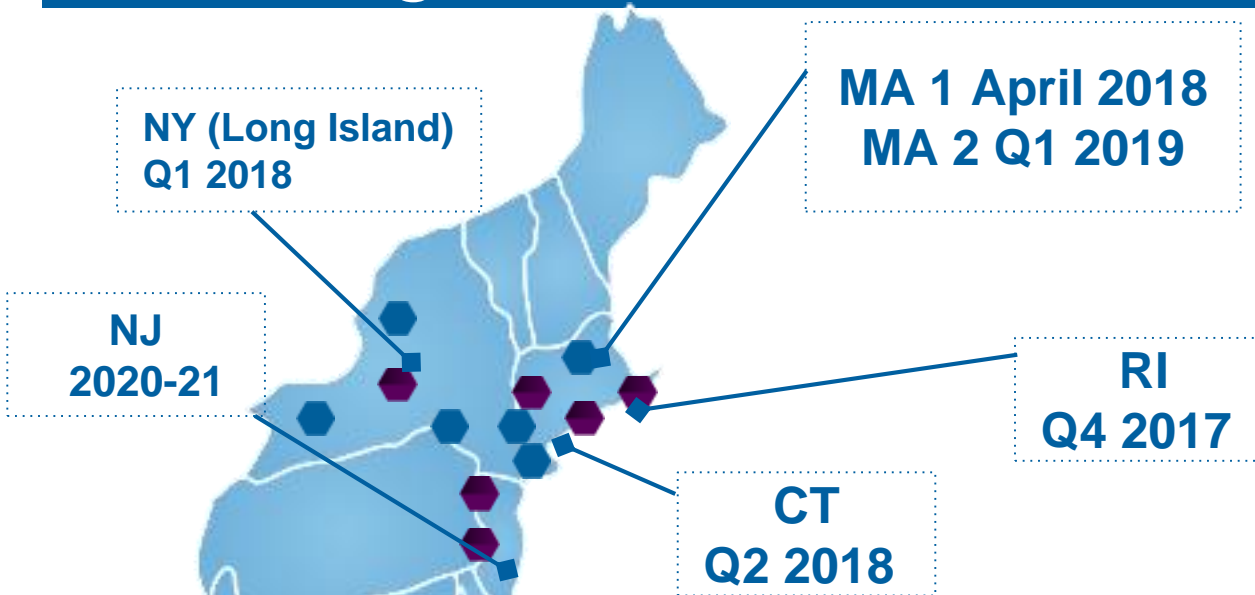 MA 1 April 2018
MA 2 Q1 2019
NY (Long Island)
Q1 2018
NJ
2020-21
RI
Q4 2017
CT
Q2 2018